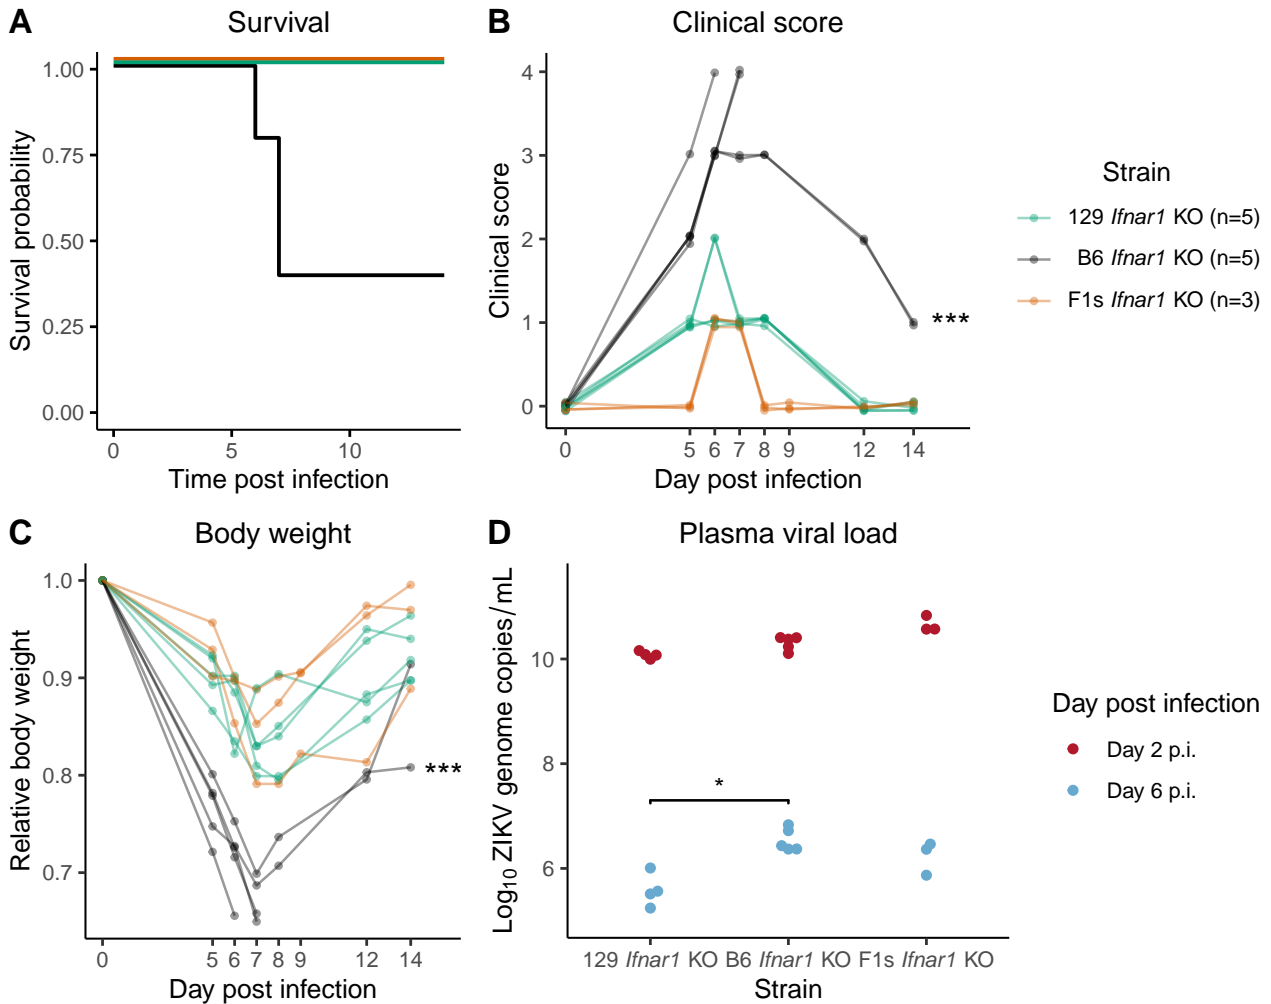 A
Survival
Survival probability
1.00
0.75
0.50
0.25
0.00
0 5 10
Time post infection
B
Clinical score
Clinical score
4
3
2
1
0
***
0 5 6 7 8 9 12 14
Day post infection
Strain
129 Ifnar1 KO (n=5)
B6 Ifnar1 KO (n=5)
F1s Ifnar1 KO (n=3)
C
Body weight
Relative body weight
1.0
0.9
0.8
0.7
***
0 5 6 7 8 9 12 14
Day post infection
D
Plasma viral load
Log10 ZIKV genome copies/mL
10
8
6
*
129 Ifnar1 KO B6 Ifnar1 KO F1s Ifnar1 KO
Strain
Day post infection
Day 2 p.i.
Day 6 p.i.